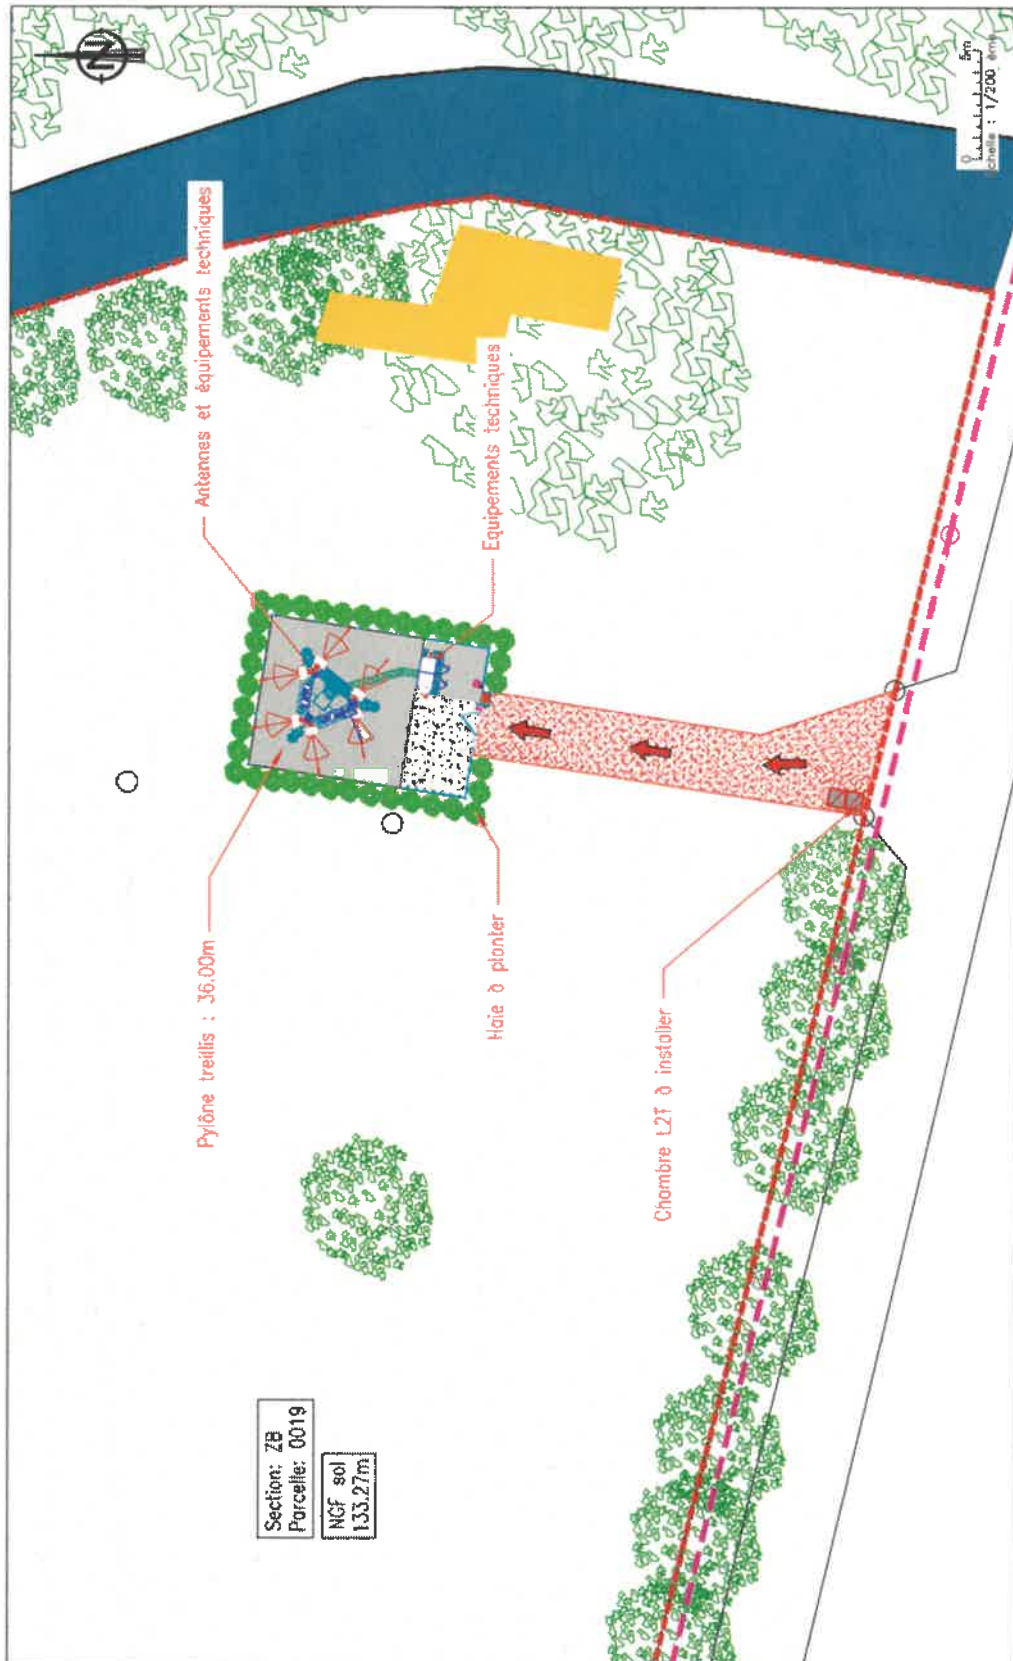 N
Antennes et équipements techniques
Equipements techniques
Pylône treillis : 36.00m
Haie à planter
Chambre L2T à installer
Section: ZB
Parcelle: 0019
NGF sol
133.27m
0 5m
Echelle : 1/200 ème